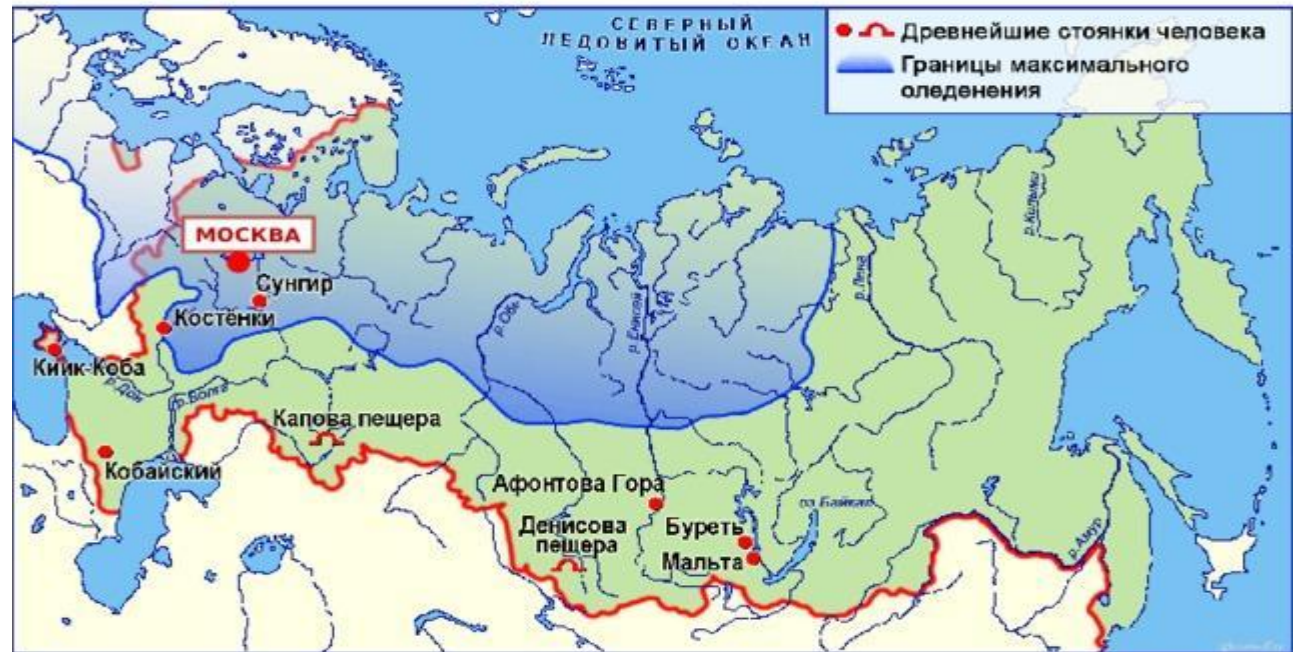 СЕВЕРНЫЙ
ЛЕДОВИТЫЙ ОКЕАН
Древнейшие стоянки человека
Границы максимального
оледенения
МОСКВА
Сунгир
Костёнки
Киик-Коба
р.Дон
р.Волга
Капова пещера
Кобайский
р.Обь
р.Енисей
р.Лена
р.Колыма
Афонтова Гора
Денисова
пещера
Буреть
Мальта
оз.Байкал
р.Амур